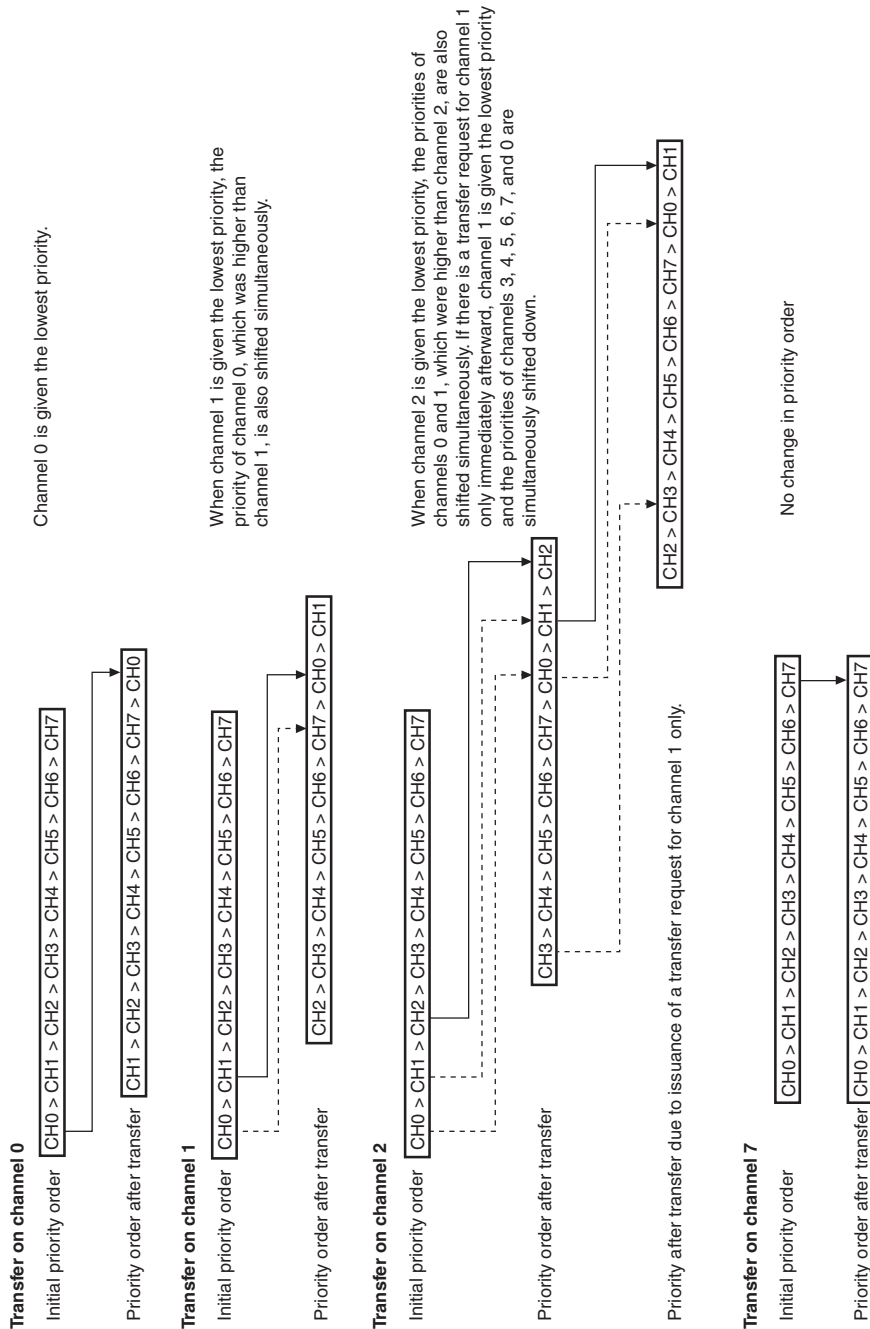 Transfer on channel 0
Initial priority order
CH0 > CH1 > CH2 > CH3 > CH4 > CH5 > CH6 > CH7
Channel 0 is given the lowest priority.
Priority order after transfer
CH1 > CH2 > CH3 > CH4 > CH5 > CH6 > CH7 > CH0
Transfer on channel 1
Initial priority order
CH0 > CH1 > CH2 > CH3 > CH4 > CH5 > CH6 > CH7
When channel 1 is given the lowest priority, the
priority of channel 0, which was higher than
channel 1, is also shifted simultaneously.
Priority order after transfer
CH2 > CH3 > CH4 > CH5 > CH6 > CH7 > CH0 > CH1
Transfer on channel 2
Initial priority order
CH0 > CH1 > CH2 > CH3 > CH4 > CH5 > CH6 > CH7
When channel 2 is given the lowest priority, the priorities of
channels 0 and 1, which were higher than channel 2, are also
shifted simultaneously. If there is a transfer request for channel 1
only immediately afterward, channel 1 is given the lowest priority
and the priorities of channels 3, 4, 5, 6, 7, and 0 are
simultaneously shifted down.
Priority order after transfer
CH3 > CH4 > CH5 > CH6 > CH7 > CH0 > CH1 > CH2
Priority after transfer due to issuance of a transfer request for channel 1 only.
CH2 > CH3 > CH4 > CH5 > CH6 > CH7 > CH0 > CH1
Transfer on channel 7
Initial priority order
CH0 > CH1 > CH2 > CH3 > CH4 > CH5 > CH6 > CH7
No change in priority order
Priority order after transfer
CH0 > CH1 > CH2 > CH3 > CH4 > CH5 > CH6 > CH7